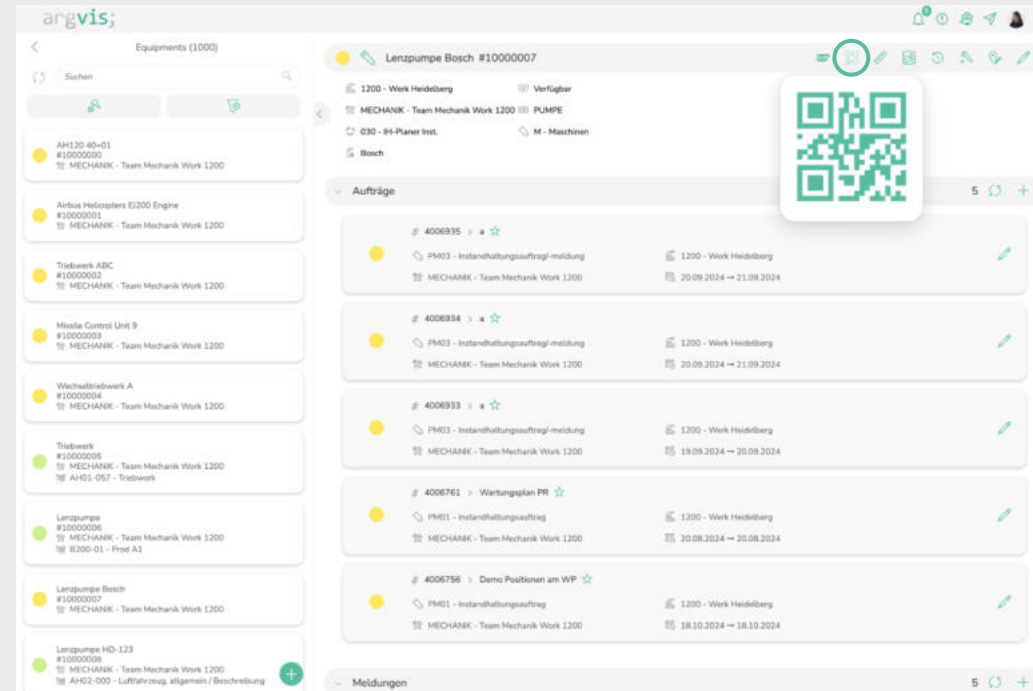 argvis;
6
Equipments (1000)
Suchen
AH120 40+01
#10000000
MECHANIK - Team Mechanik Work 1200
Airbus Helicopters EJ200 Engine
#10000001
MECHANIK - Team Mechanik Work 1200
Triebwerk ABC
#10000002
MECHANIK - Team Mechanik Work 1200
Missile Control Unit 9
#10000003
MECHANIK - Team Mechanik Work 1200
Wechseltriebwerk A
#10000004
MECHANIK - Team Mechanik Work 1200
Triebwerk
#10000005
MECHANIK - Team Mechanik Work 1200
AH01-057 - Triebwerk
Lenzpumpe
#10000006
MECHANIK - Team Mechanik Work 1200
B200-01 - Prod A1
Lenzpumpe Bosch
#10000007
MECHANIK - Team Mechanik Work 1200
Lenzpumpe HD-123
#10000008
MECHANIK - Team Mechanik Work 1200
AH02-000 - Luftfahrzeug, allgemein / Beschreibung
Lenzpumpe Bosch #10000007
1200 - Werk Heidelberg Verfügbar
MECHANIK - Team Mechanik Work 1200 PUMPE
030 - IH-Planer Inst. M - Maschinen
Bosch
Aufträge 5
# 4006935 > a
PM03 - Instandhaltungsauftrag/-meldung 1200 - Werk Heidelberg
MECHANIK - Team Mechanik Work 1200 20.09.2024 → 21.09.2024
# 4006934 > a
PM03 - Instandhaltungsauftrag/-meldung 1200 - Werk Heidelberg
MECHANIK - Team Mechanik Work 1200 20.09.2024 → 21.09.2024
# 4006933 > a
PM03 - Instandhaltungsauftrag/-meldung 1200 - Werk Heidelberg
MECHANIK - Team Mechanik Work 1200 19.09.2024 → 20.09.2024
# 4006761 > Wartungsplan PR
PM01 - Instandhaltungsauftrag 1200 - Werk Heidelberg
MECHANIK - Team Mechanik Work 1200 20.08.2024 → 20.08.2024
# 4006756 > Demo Positionen am WP
PM01 - Instandhaltungsauftrag 1200 - Werk Heidelberg
MECHANIK - Team Mechanik Work 1200 18.10.2024 → 18.10.2024
Meldungen 5